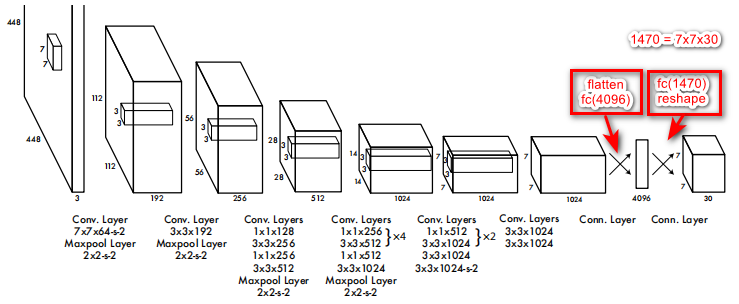 448
7
7
448
3
112
3
3
112
192
56
3
3
56
256
28
3
3
28
512
14
3
3
14
1024
7
3
3
7
1024
7
7
1024
4096
7
7
30
1470 = 7x7x30
flatten
fc(4096)
fc(1470)
reshape
Conv. Layer
7x7x64-s-2
Maxpool Layer
2x2-s-2
Conv. Layer
3x3x192
Maxpool Layer
2x2-s-2
Conv. Layers
1x1x128
3x3x256
1x1x256
3x3x512
Maxpool Layer
2x2-s-2
Conv. Layers
1x1x256
3x3x512
}×4
1x1x512
3x3x1024
Maxpool Layer
2x2-s-2
Conv. Layers
1x1x512
3x3x1024
}×2
3x3x1024
3x3x1024-s-2
Conv. Layers
3x3x1024
3x3x1024
Conn. Layer
Conn. Layer